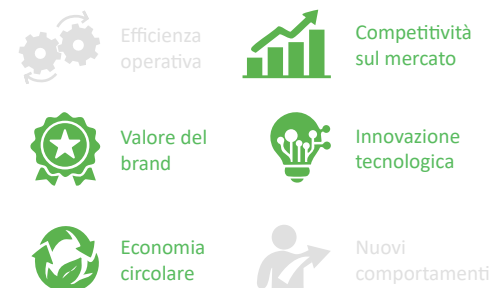 Efficienza
operativa
Competitività
sul mercato
Valore del
brand
Innovazione
tecnologica
Economia
circolare
Nuovi
comportamenti